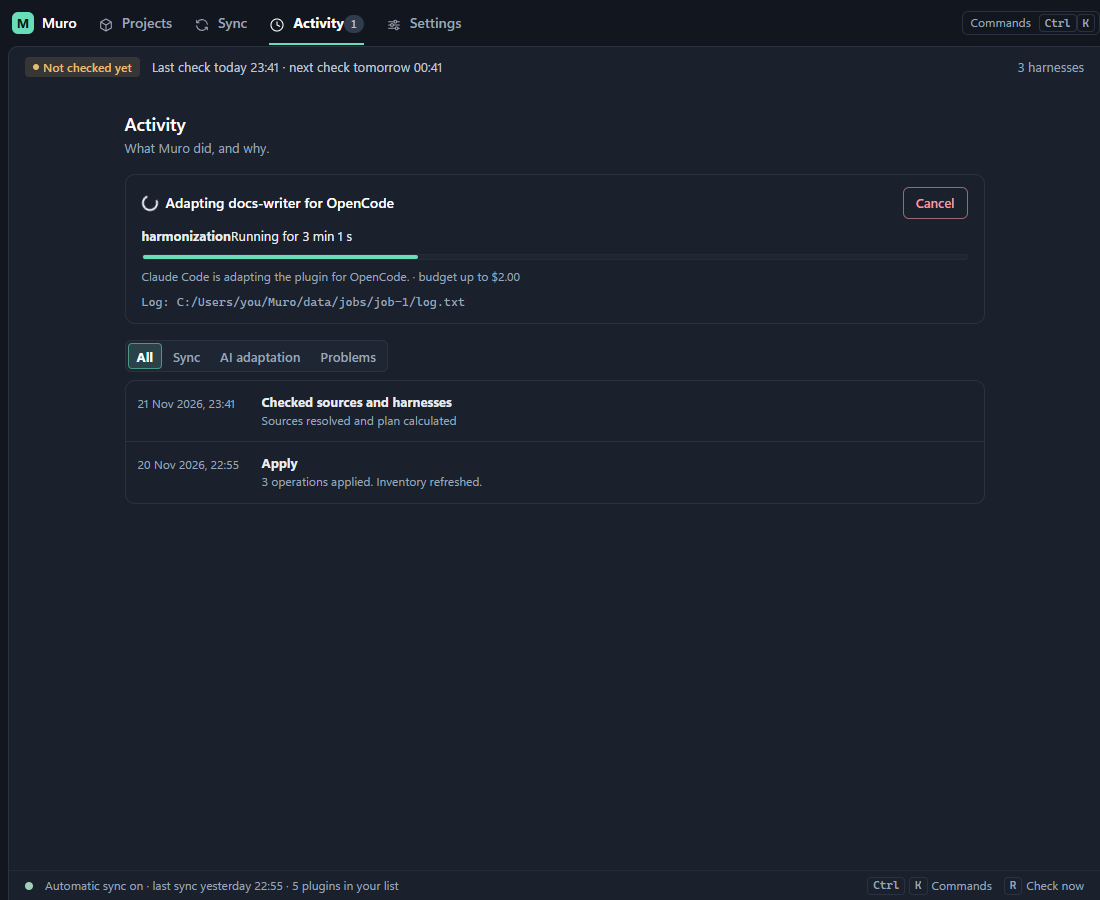 M Muro Projects Sync Activity 1 Settings Commands Ctrl K
Not checked yet Last check today 23:41 · next check tomorrow 00:41 3 harnesses
Activity
What Muro did, and why.
Adapting docs-writer for OpenCode Cancel
harmonizationRunning for 3 min 1 s
Claude Code is adapting the plugin for OpenCode. · budget up to $2.00
Log: C:/Users/you/Muro/data/jobs/job-1/log.txt
All Sync AI adaptation Problems
21 Nov 2026, 23:41 Checked sources and harnesses
Sources resolved and plan calculated
20 Nov 2026, 22:55 Apply
3 operations applied. Inventory refreshed.
Automatic sync on · last sync yesterday 22:55 · 5 plugins in your list Ctrl K Commands R Check now